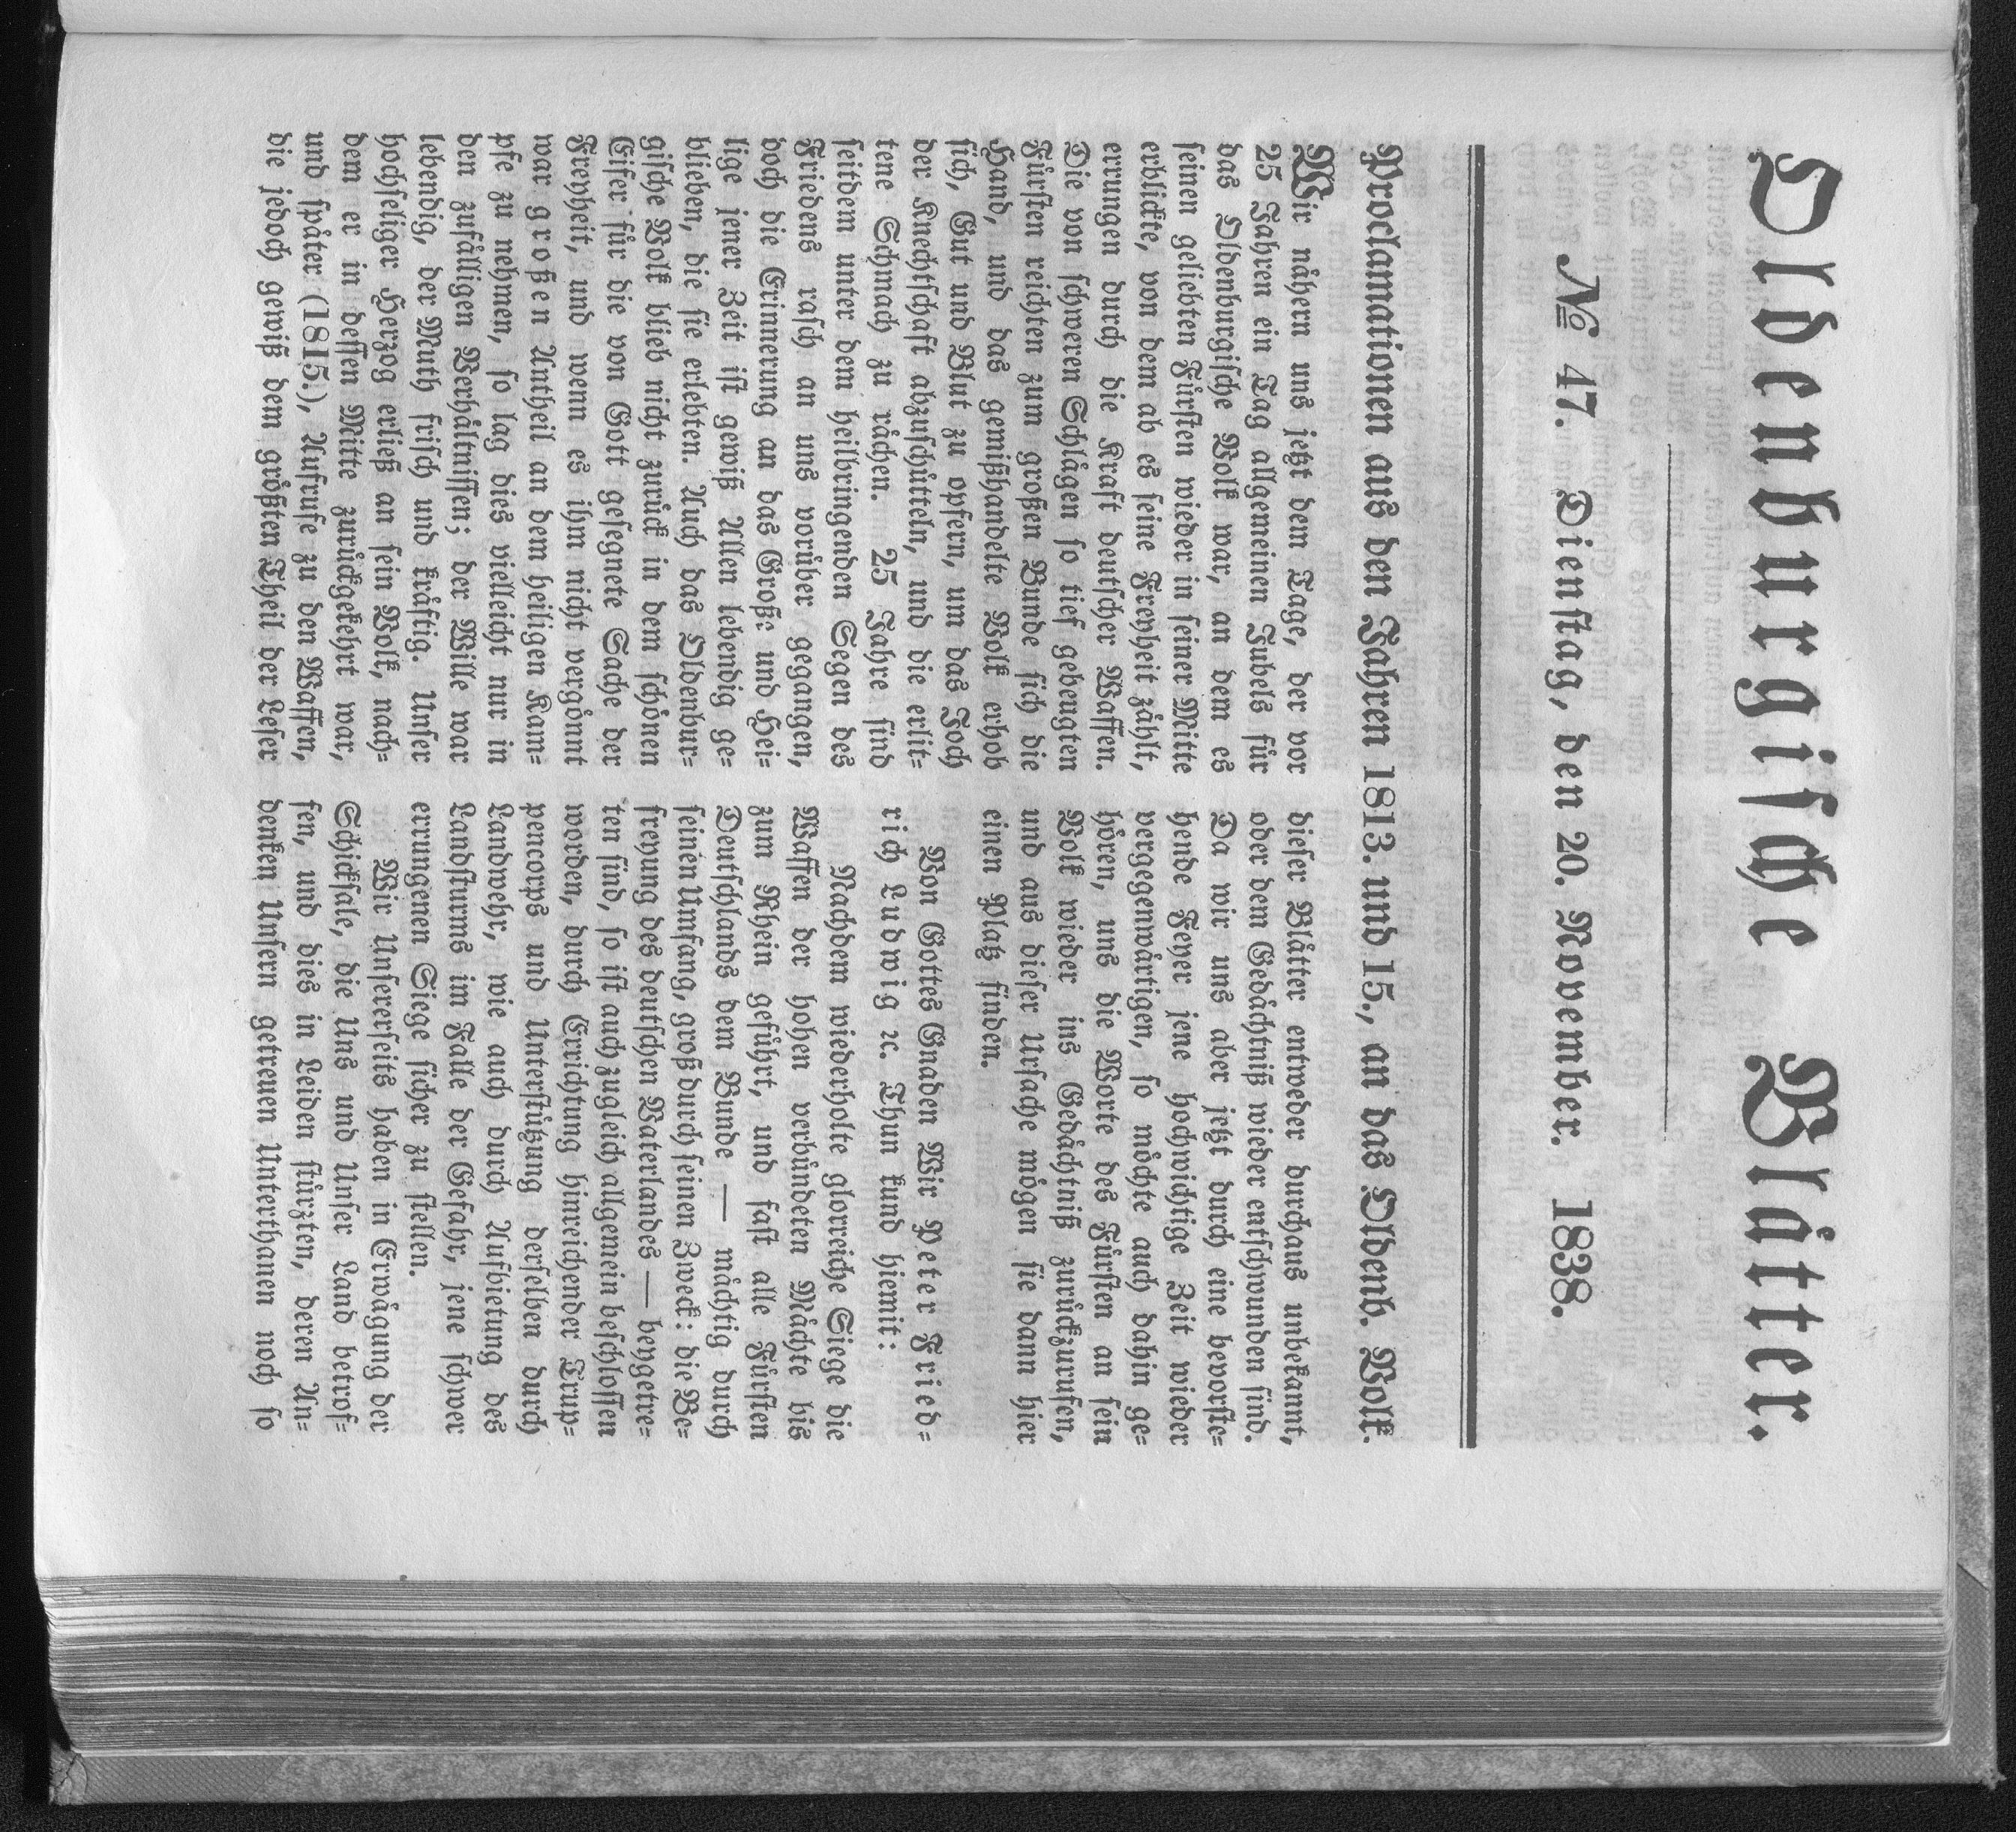 Oldenburgische Blätter.
№ 47. Dienstag, den 20. November. 1838.
Proclamationen aus den Jahren 1813. und 15., an das Oldenb. Volk.
Wir nähern uns jetzt dem Tage, der vor
25 Jahren ein Tag allgemeinen Jubels für
das Oldenburgische Volk war, an dem es
seinen geliebten Fürsten wieder in seiner Mitte
erblickte, von dem ab es seine Freyheit zählt,
errungen durch die Kraft deutscher Waffen.
Die von schweren Schlägen so tief gebeugten
Fürsten reichten zum großen Bunde sich die
Hand, und das gemißhandelte Volk erhob
sich, Gut und Blut zu opfern, um das Joch
der Knechtschaft abzuschütteln, und die erlit-
tene Schmach zu rächen. 25 Jahre sind
seitdem unter dem heilbringenden Segen des
Friedens rasch an uns vorüber gegangen,
doch die Erinnerung an das Große und Hei-
lige jener Zeit ist gewiß Allen lebendig ge-
blieben, die sie erlebten. Auch das Oldenbur-
gische Volk blieb nicht zurück in dem schönen
Eifer für die von Gott gesegnete Sache der
Freyheit, und wenn es ihm nicht vergönnt
war großen Antheil an dem heiligen Kam-
pfe zu nehmen, so lag dies vielleicht nur in
den zufälligen Verhältnissen; der Wille war
lebendig, der Muth frisch und kräftig. Unser
hochseliger Herzog erließ an sein Volk, nach-
dem er in dessen Mitte zurückgekehrt war,
und später (1815.), Aufrufe zu den Waffen,
die jedoch gewiß dem größten Theil der Leser
dieser Blätter entweder durchaus unbekannt,
oder dem Gedächtniß wieder entschwunden sind.
Da wir uns aber jetzt durch eine bevorste-
hende Feyer jene hochwichtige Zeit wieder
vergegenwärtigen, so möchte auch dahin ge-
hören, uns die Worte des Fürsten an sein
Volk wieder ins Gedächtniß zurückzurufen,
und aus dieser Ursache mögen sie dann hier
einen Platz finden.
Von Gottes Gnaden Wir Peter Fried-
rich Ludwig ꝛc. Thun kund hiemit:
Nachdem wiederholte glorreiche Siege die
Waffen der hohen verbündeten Mächte bis
zum Rhein geführt, und fast alle Fürsten
Deutschlands dem Bunde — mächtig durch
seinen Umfang, groß durch seinen Zweck: die Be-
freyung des deutschen Vaterlandes — beygetre-
ten sind, so ist auch zugleich allgemein beschlossen
worden, durch Errichtung hinreichender Trup-
pencorps und Unterstützung derselben durch
Landwehr, wie auch durch Aufbietung des
Landsturms im Falle der Gefahr, jene schwer
errungenen Siege sicher zu stellen.
Wir Unsererseits haben in Erwägung der
Schicksale, die Uns und Unser Land betrof-
fen, und dies in Leiden stürzten, deren An-
denken Unsern getreuen Unterthanen noch so